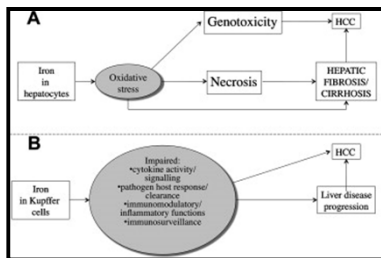 A
Genotoxicity
HCC
Iron
in
hepatocytes
Oxidative
stress
Necrosis
HEPATIC
FIBROSIS/
CIRRHOSIS
B
Impaired:
•cytokine activity/
signalling
•pathogen host response/
clearance
•immunomodulatory/
inflammatory functions
•immunosurveillance
HCC
Iron
in Kupffer
cells
Liver disease
progression